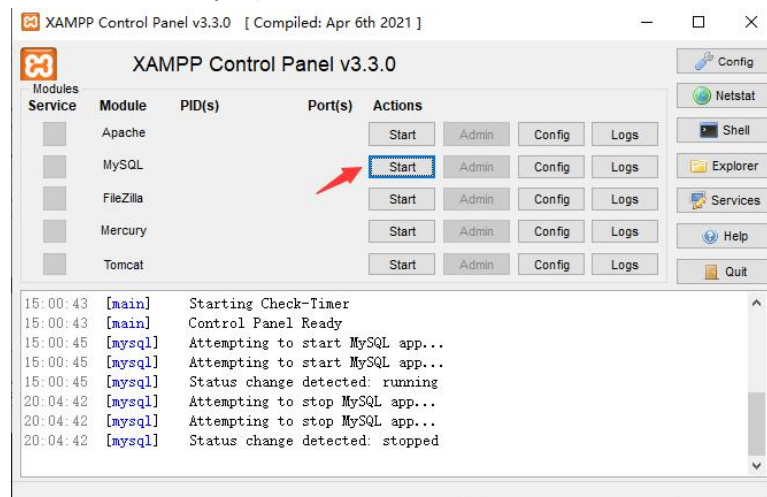 XAMPP Control Panel v3.3.0 [ Compiled: Apr 6th 2021 ]
XAMPP Control Panel v3.3.0
Config
Modules
Netstat
Service Module PID(s) Port(s) Actions
Apache Start Admin Config Logs
Shell
MySQL Start Admin Config Logs
Explorer
FileZilla Start Admin Config Logs
Services
Mercury Start Admin Config Logs
Help
Tomcat Start Admin Config Logs
Quit
15:00:43 [main] Starting Check-Timer
15:00:43 [main] Control Panel Ready
15:00:45 [mysql] Attempting to start MySQL app...
15:00:45 [mysql] Attempting to start MySQL app...
15:00:45 [mysql] Status change detected: running
20:04:42 [mysql] Attempting to stop MySQL app...
20:04:42 [mysql] Attempting to stop MySQL app...
20:04:42 [mysql] Status change detected: stopped